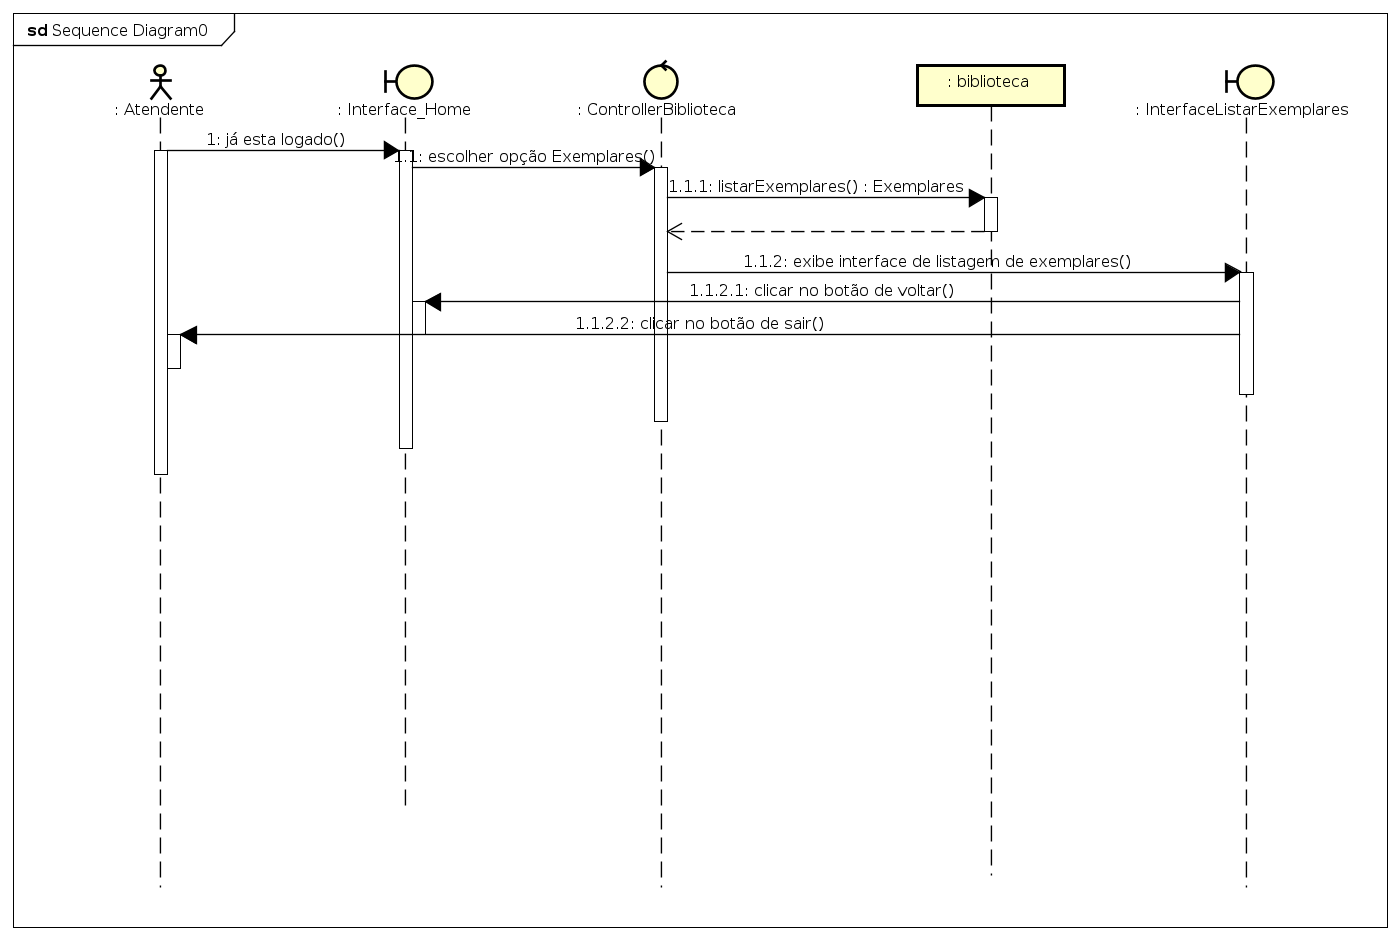 sd Sequence Diagram0
: Atendente
: Interface_Home
: ControllerBiblioteca
: biblioteca
: InterfaceListarExemplares
1: já esta logado()
1.1: escolher opção Exemplares()
1.1.1: listarExemplares() : Exemplares
1.1.2: exibe interface de listagem de exemplares()
1.1.2.1: clicar no botão de voltar()
1.1.2.2: clicar no botão de sair()